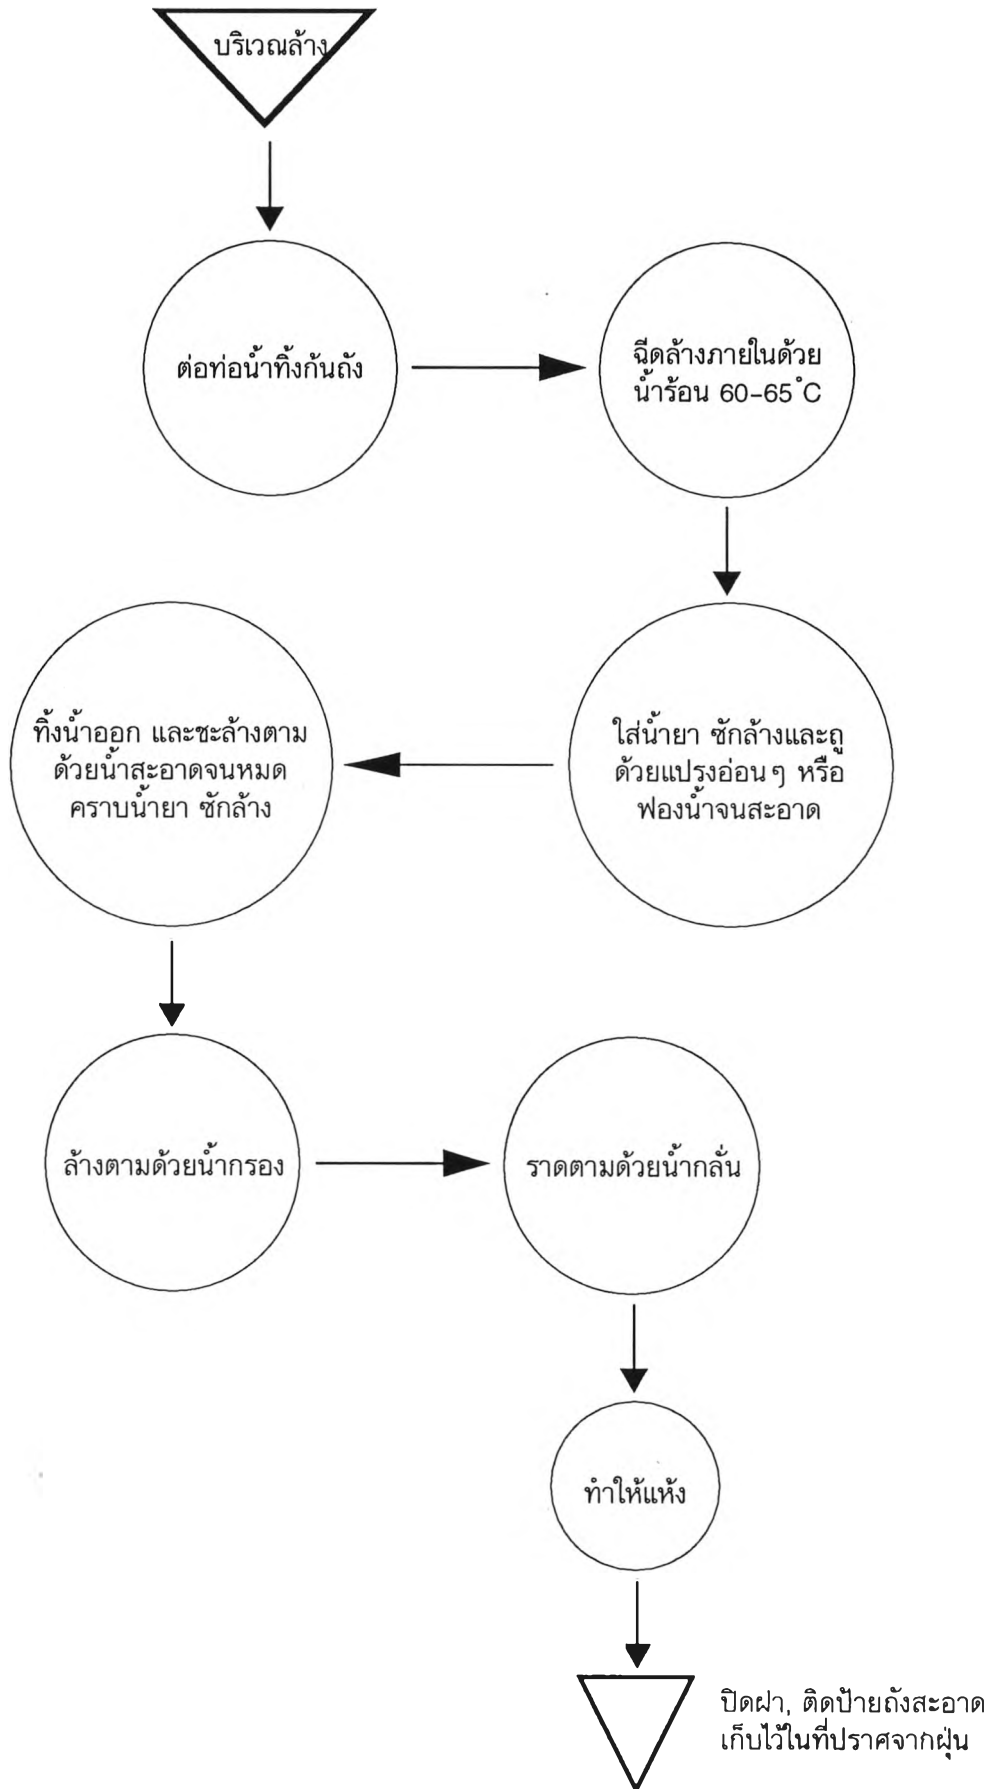 บริเวณล้าง
ต่อท่อน้ำทิ้งก้นถัง
ฉีดล้างภายในด้วย
น้ำร้อน 60-65°C
ใส่น้ำยา ซักล้างและถู
ด้วยแปรงอ่อนๆ หรือ
ฟองน้ำจนสะอาด
ทิ้งน้ำออก และชะล้างตาม
ด้วยน้ำสะอาดจนหมด
คราบน้ำยา ซักล้าง
ล้างตามด้วยน้ำกรอง
ราดตามด้วยน้ำกลั่น
ทำให้แห้ง
ปิดฝา, ติดป้ายถังสะอาด
เก็บไว้ในที่ปราศจากฝุ่น